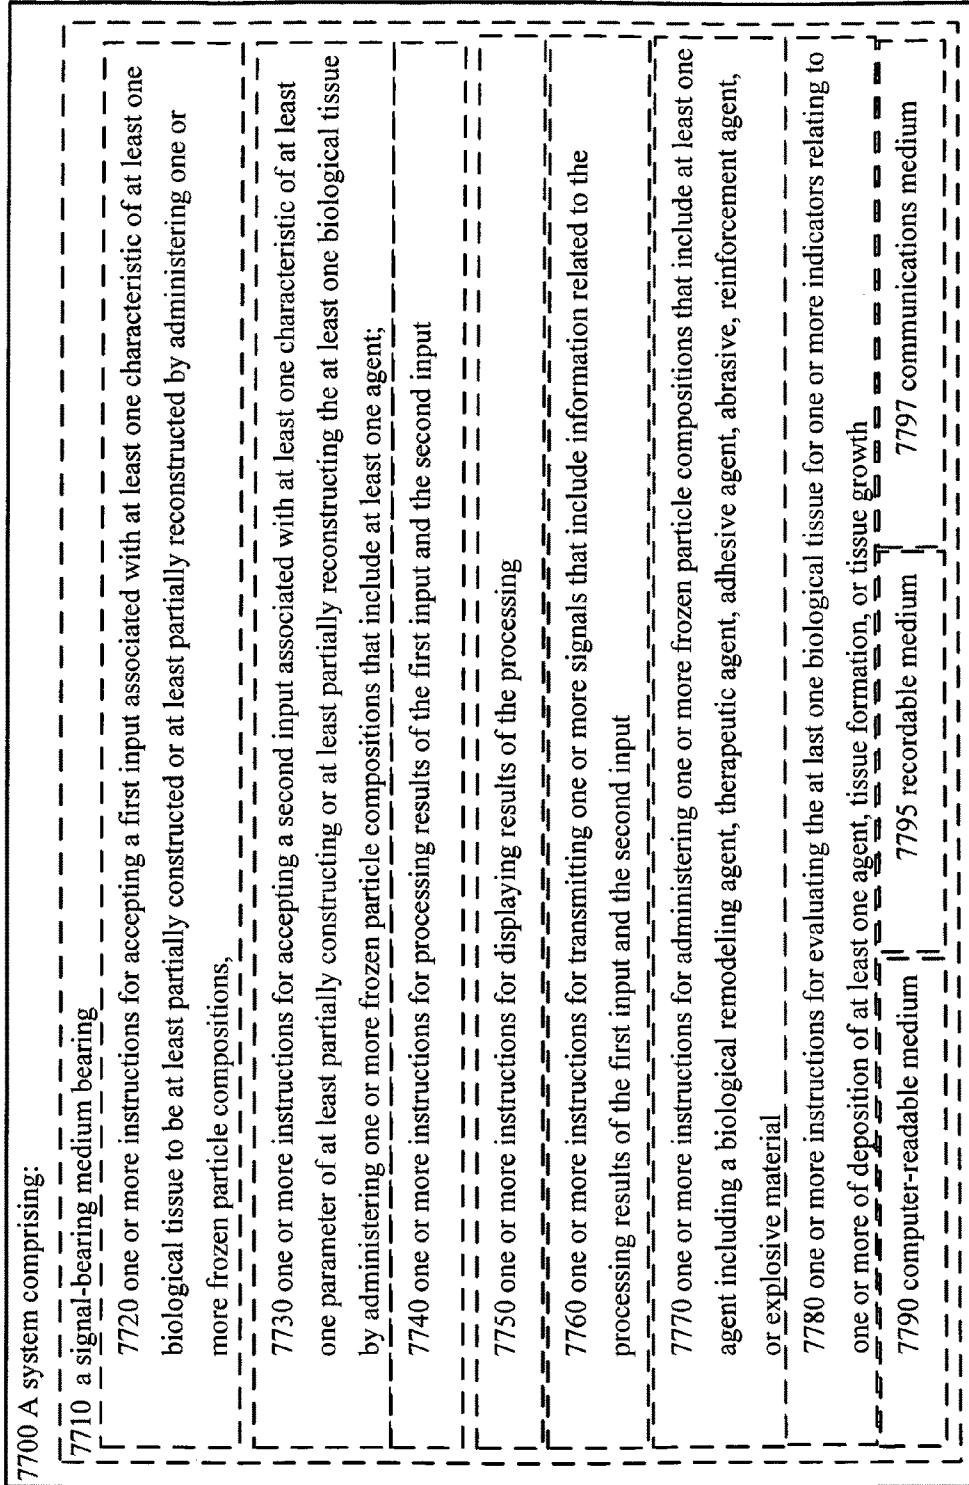 7700 A system comprising:
7710 a signal-bearing medium bearing
7720 one or more instructions for accepting a first input associated with at least one characteristic of at least one
biological tissue to be at least partially constructed or at least partially reconstructed by administering one or
more frozen particle compositions,
7730 one or more instructions for accepting a second input associated with at least one characteristic of at least
one parameter of at least partially constructing or at least partially reconstructing the at least one biological tissue
by administering one or more frozen particle compositions that include at least one agent;
7740 one or more instructions for processing results of the first input and the second input
7750 one or more instructions for displaying results of the processing
7760 one or more instructions for transmitting one or more signals that include information related to the
processing results of the first input and the second input
7770 one or more instructions for administering one or more frozen particle compositions that include at least one
agent including a biological remodeling agent, therapeutic agent, adhesive agent, abrasive, reinforcement agent,
or explosive material
7780 one or more instructions for evaluating the at last one biological tissue for one or more indicators relating to
one or more of deposition of at least one agent, tissue formation, or tissue growth
7790 computer-readable medium
7795 recordable medium
7797 communications medium